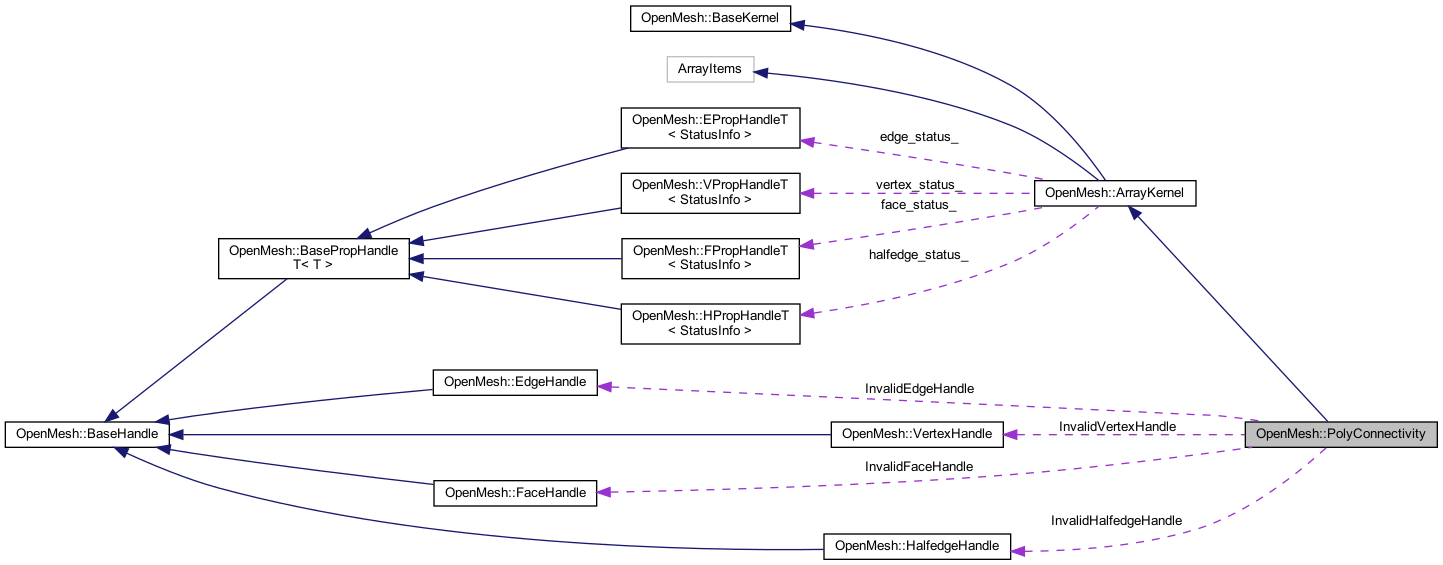 OpenMesh::BaseKernel
ArrayItems
OpenMesh::EPropHandleT
< StatusInfo >
edge_status_
OpenMesh::VPropHandleT
< StatusInfo >
vertex_status_
OpenMesh::ArrayKernel
face_status_
OpenMesh::BasePropHandle
T< T >
OpenMesh::FPropHandleT
< StatusInfo >
halfedge_status_
OpenMesh::HPropHandleT
< StatusInfo >
OpenMesh::EdgeHandle
InvalidEdgeHandle
OpenMesh::BaseHandle
OpenMesh::VertexHandle
InvalidVertexHandle
OpenMesh::PolyConnectivity
InvalidFaceHandle
OpenMesh::FaceHandle
InvalidHalfedgeHandle
OpenMesh::HalfedgeHandle